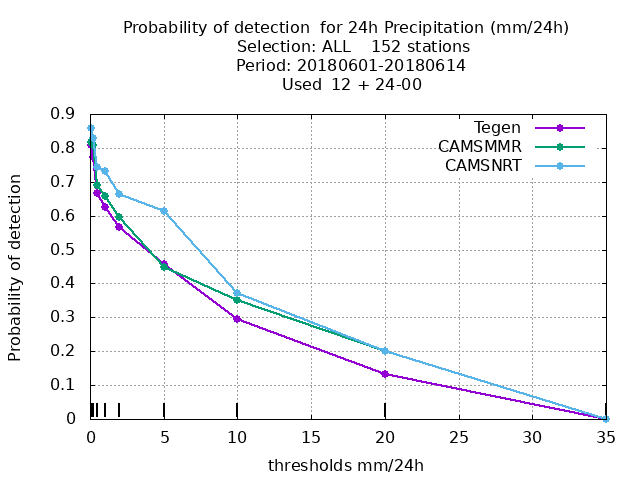 Probability of detection  for 24h Precipitation (mm/24h)
Selection: ALL    152 stations
Period: 20180601-20180614
Used  12 + 24-00
Tegen
CAMSMMR
CAMSNRT
Probability of detection
0.9
0.8
0.7
0.6
0.5
0.4
0.3
0.2
0.1
0
0 5 10 15 20 25 30 35
thresholds mm/24h